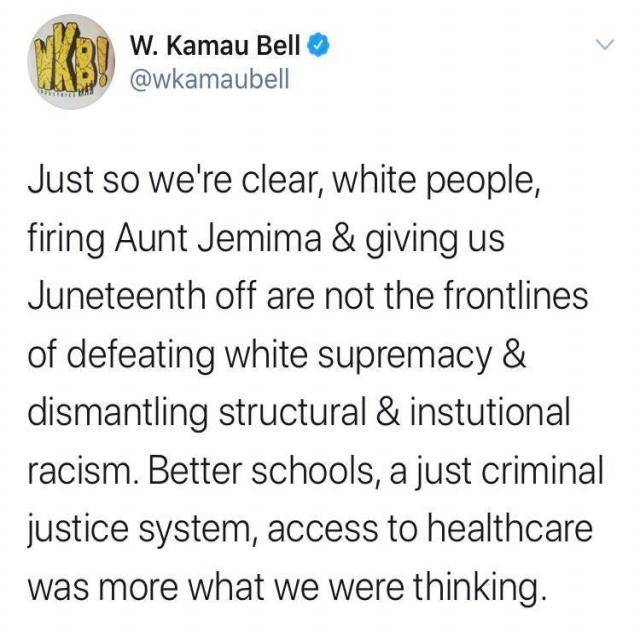 WKB!
W. Kamau Bell
@wkamaubell
Just so we're clear, white people,
firing Aunt Jemima & giving us
Juneteenth off are not the frontlines
of defeating white supremacy &
dismantling structural & instutional
racism. Better schools, a just criminal
justice system, access to healthcare
was more what we were thinking.